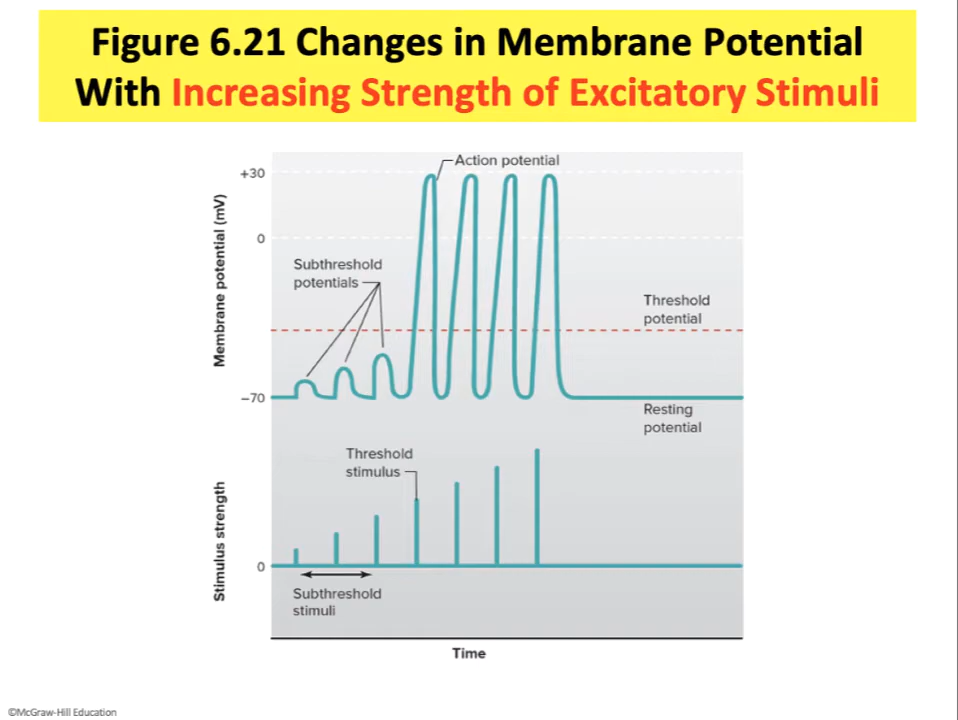 Figure 6.21 Changes in Membrane Potential
With Increasing Strength of Excitatory Stimuli
Action potential
+30
Membrane potential (mV)
0
Subthreshold
potentials
Threshold
potential
−70
Resting
potential
Threshold
stimulus
Stimulus strength
0
Subthreshold
stimuli
Time
©McGraw-Hill Education